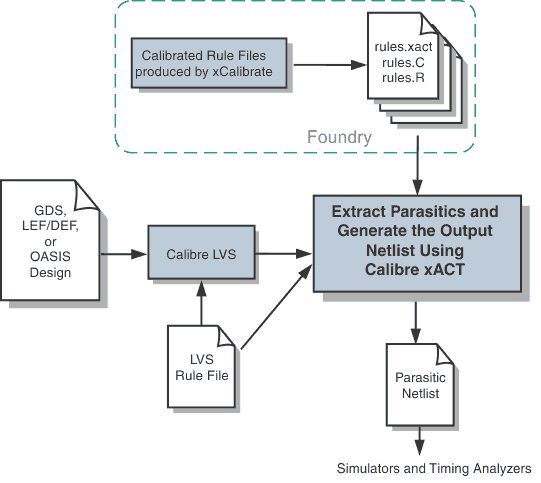 Calibrated Rule Files
produced by xCalibrate
rules.xact
rules.C
rules.R
Foundry
GDS,
LEF/DEF,
or
OASIS
Design
Calibre LVS
Extract Parasitics and
Generate the Output
Netlist Using
Calibre xACT
LVS
Rule File
Parasitic
Netlist
Simulators and Timing Analyzers